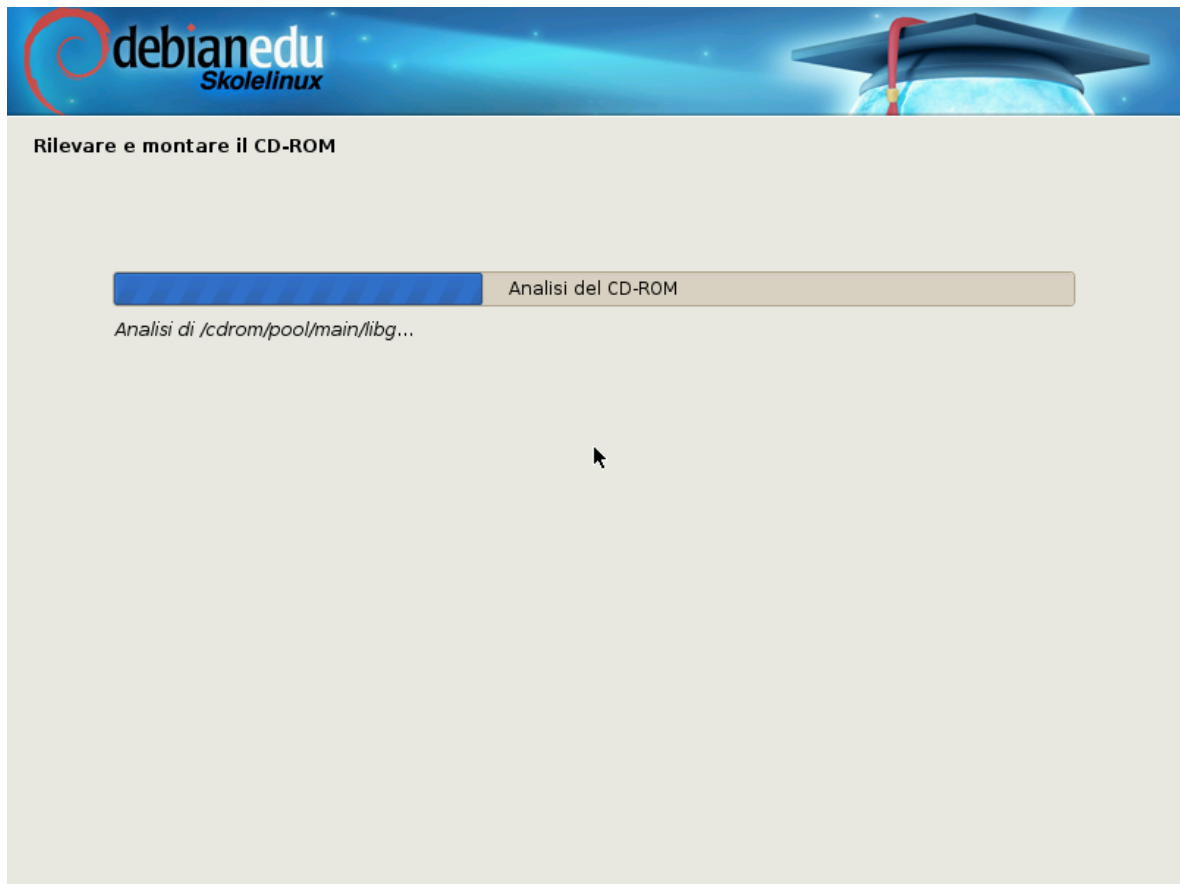 debianedu
Skolelinux
Rilevare e montare il CD-ROM
Analisi del CD-ROM
Analisi di /cdrom/pool/main/libg...